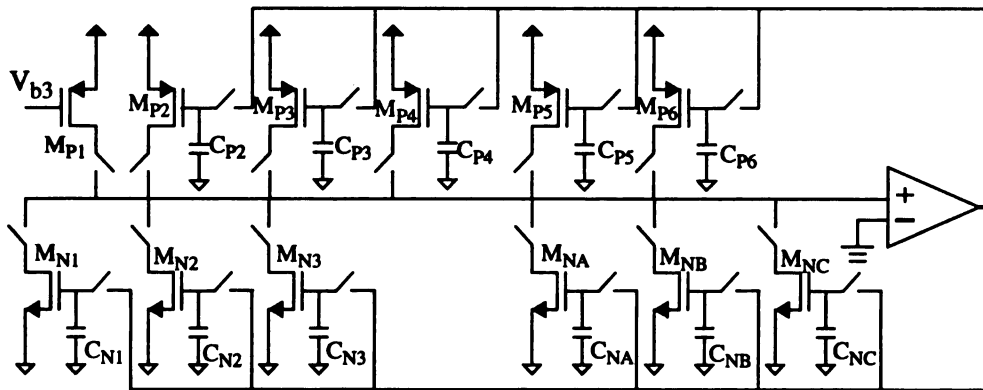 V_b3
M_P1
M_P2
C_P2
M_P3
C_P3
M_P4
C_P4
M_P5
C_P5
M_P6
C_P6
+
−
M_N1
C_N1
M_N2
C_N2
M_N3
C_N3
M_NA
C_NA
M_NB
C_NB
M_NC
C_NC